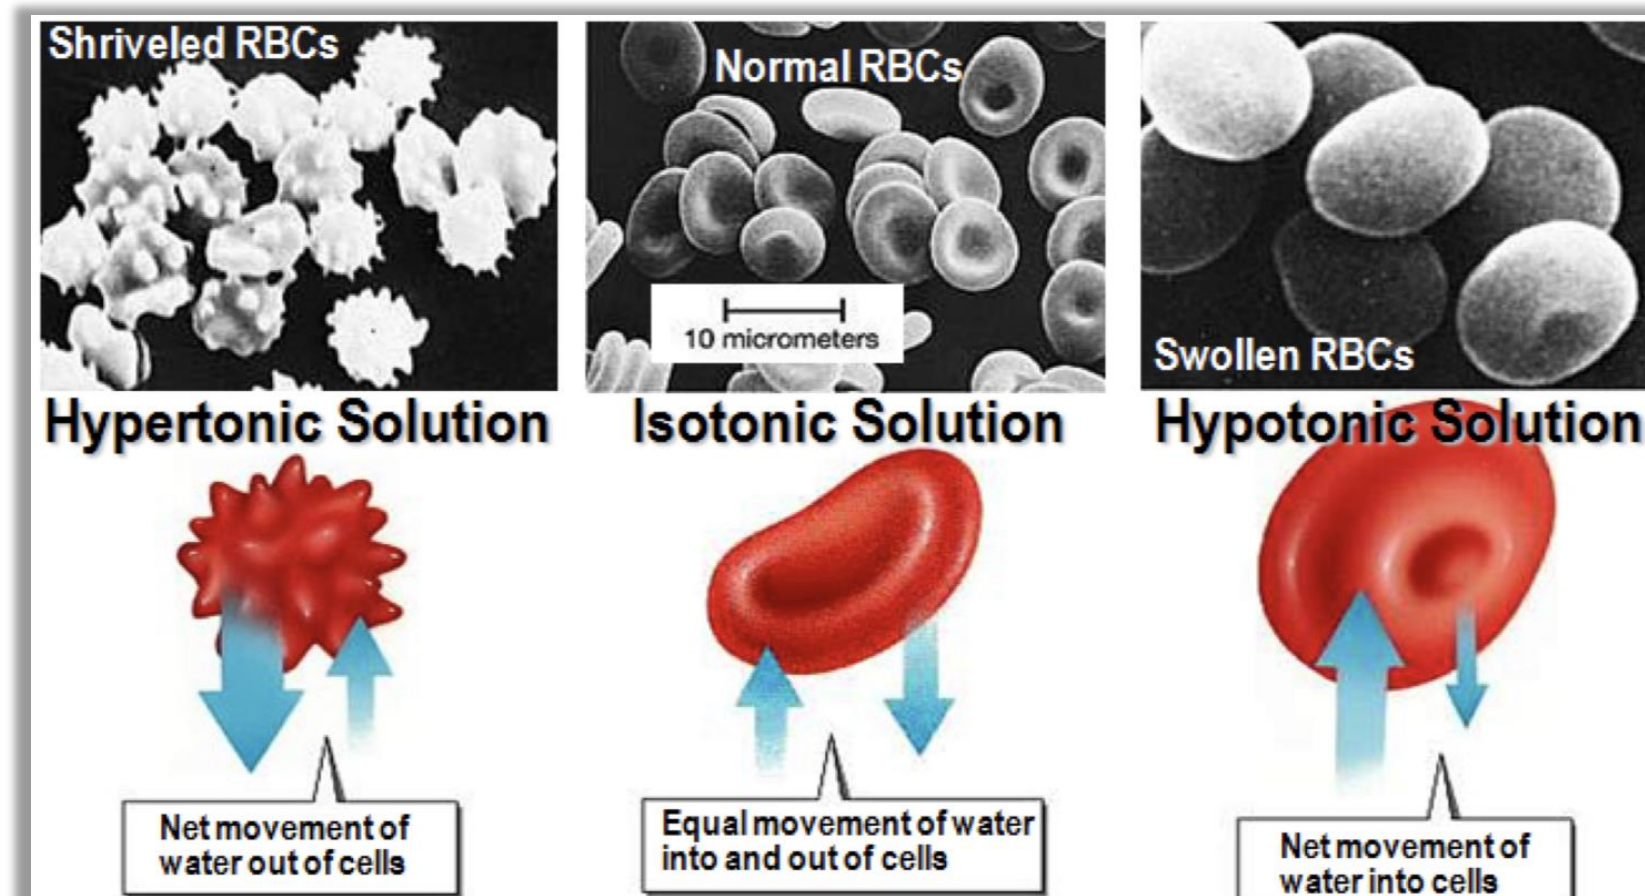 Shriveled RBCs
Normal RBCs
10 micrometers
Swollen RBCs
Hypertonic Solution
Isotonic Solution
Hypotonic Solution
Net movement of
water out of cells
Equal movement of water
into and out of cells
Net movement of
water into cells